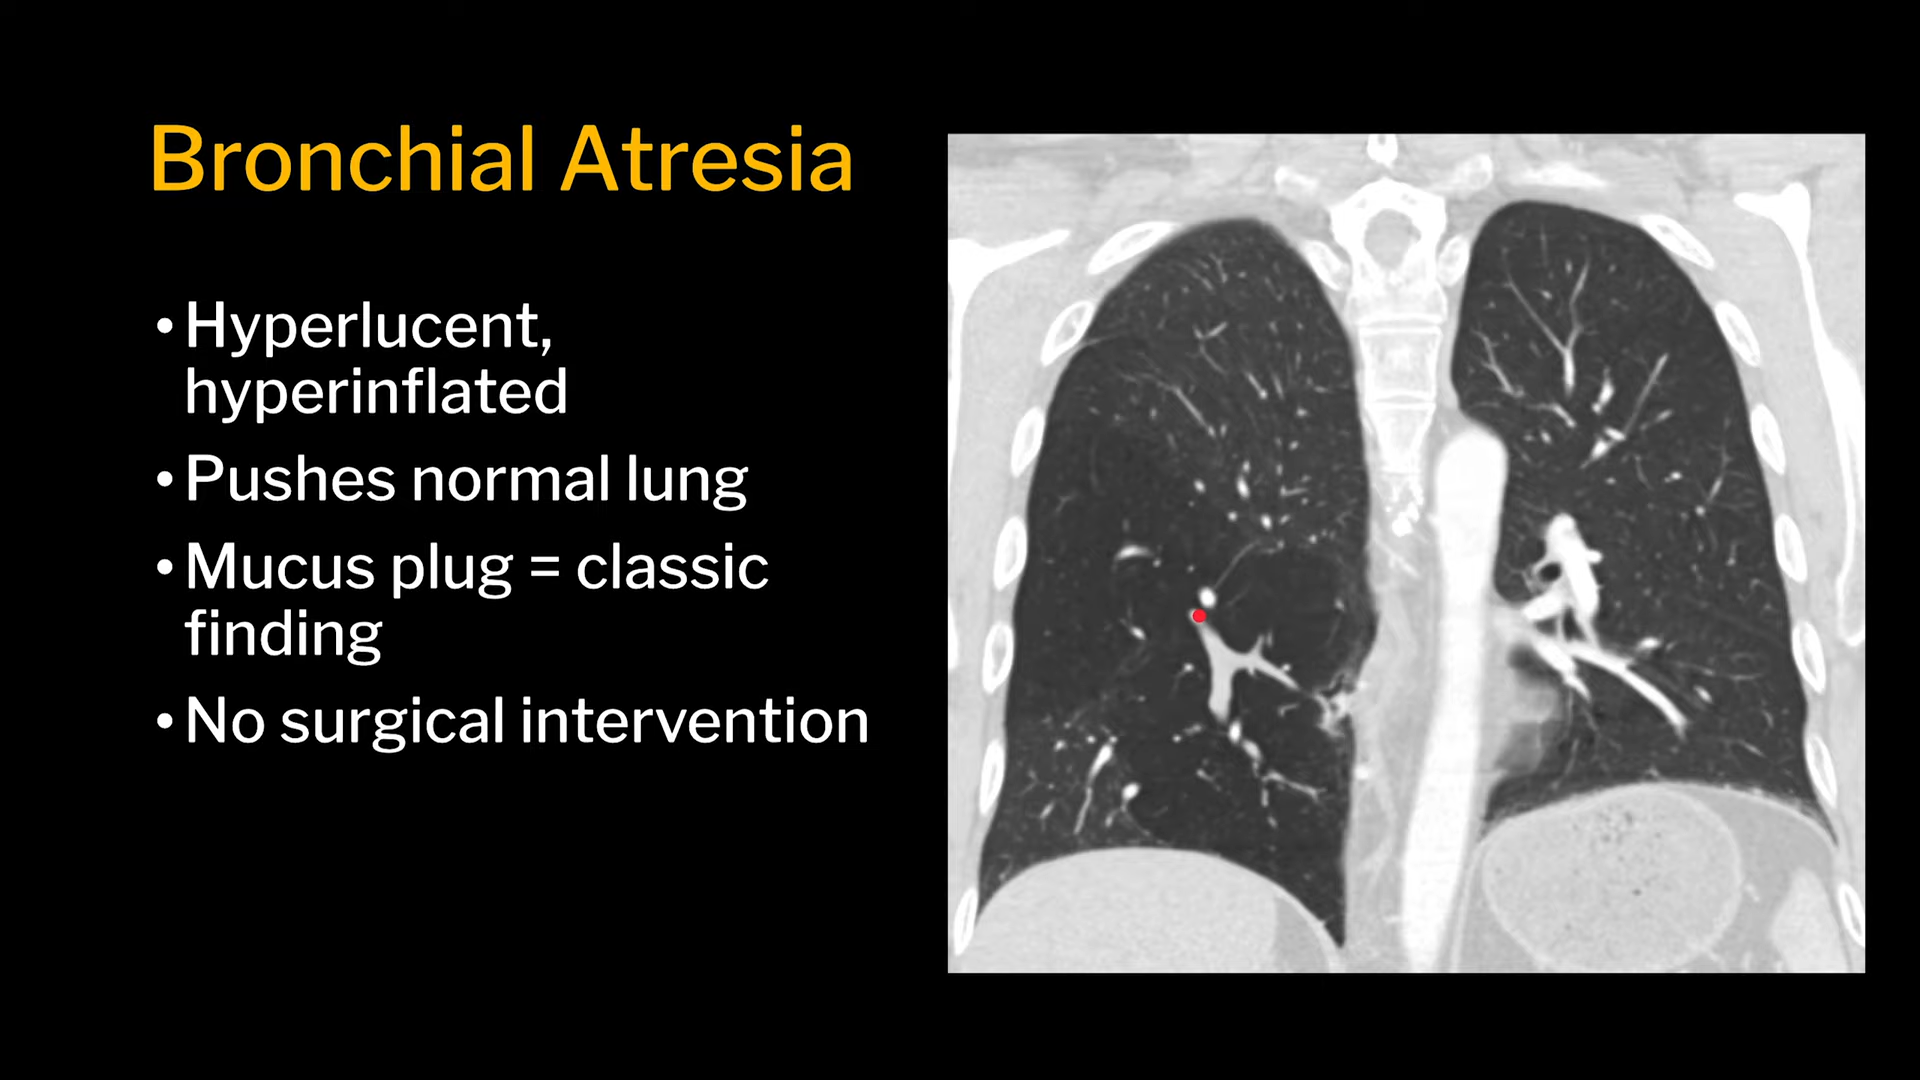 Bronchial Atresia
• Hyperlucent,
hyperinflated
• Pushes normal lung
• Mucus plug = classic
finding
• No surgical intervention